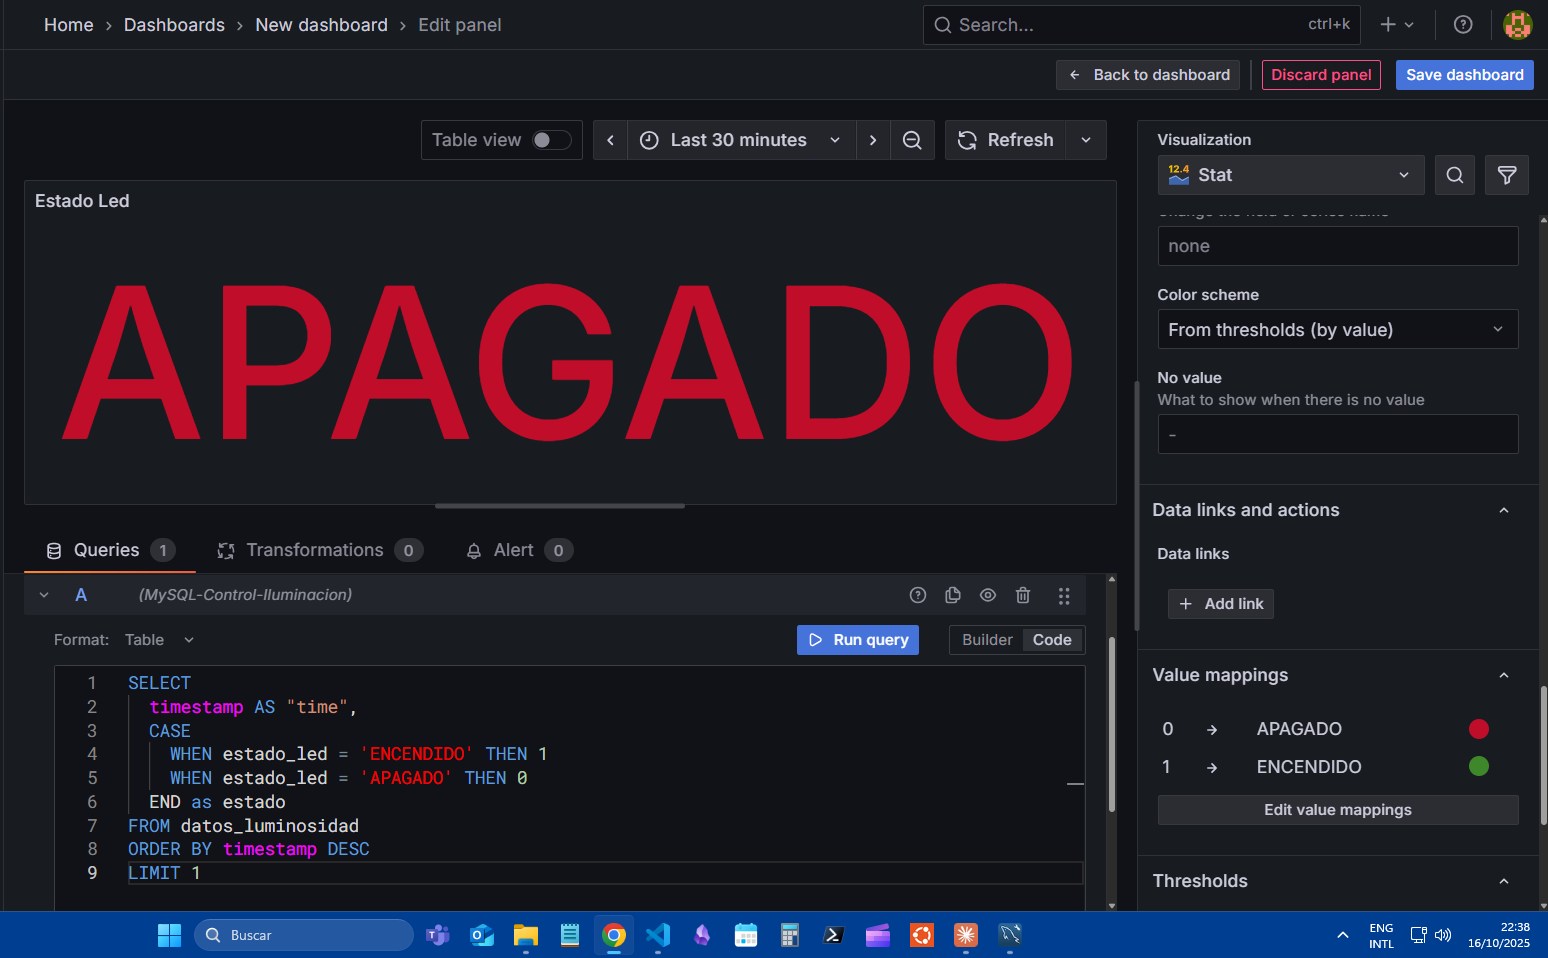 Home › Dashboards › New dashboard › Edit panel
Search... ctrl+k
Back to dashboard
Discard panel
Save dashboard
Table view
Last 30 minutes
Refresh
Estado Led
APAGADO
Queries 1
Transformations 0
Alert 0
A (MySQL-Control-Iluminacion)
Format: Table
Run query
Builder
Code
1 SELECT
2 timestamp AS "time",
3 CASE
4 WHEN estado_led = 'ENCENDIDO' THEN 1
5 WHEN estado_led = 'APAGADO' THEN 0
6 END as estado
7 FROM datos_luminosidad
8 ORDER BY timestamp DESC
9 LIMIT 1
Visualization
12.4 Stat
Change the field or series name
none
Color scheme
From thresholds (by value)
No value
What to show when there is no value
-
Data links and actions
Data links
Add link
Value mappings
0 → APAGADO
1 → ENCENDIDO
Edit value mappings
Thresholds
Buscar
ENG
INTL
22:38
16/10/2025